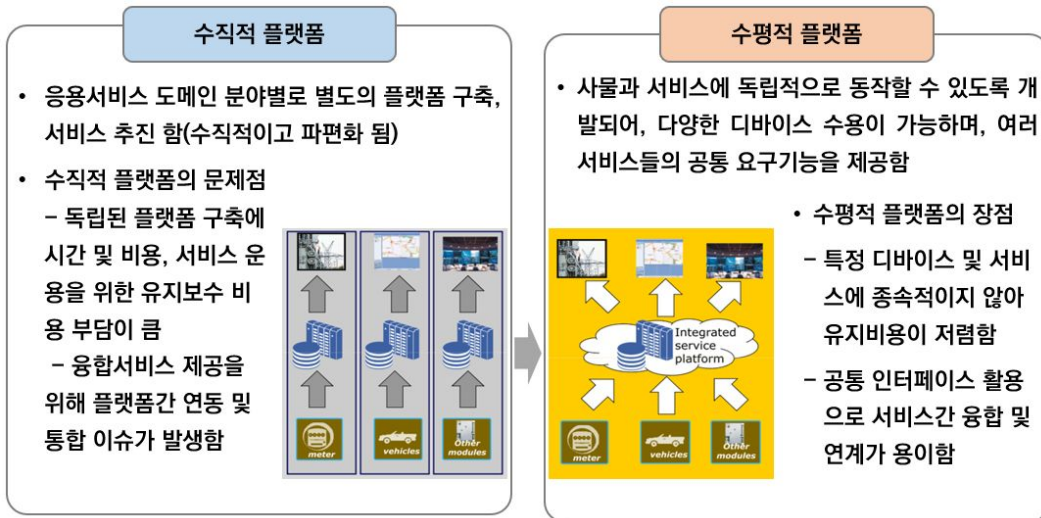 수직적 플랫폼
• 응용서비스 도메인 분야별로 별도의 플랫폼 구축,
서비스 추진 함(수직적이고 파편화 됨)
• 수직적 플랫폼의 문제점
– 독립된 플랫폼 구축에
시간 및 비용, 서비스 운
용을 위한 유지보수 비
용 부담이 큼
– 융합서비스 제공을
위해 플랫폼간 연동 및
통합 이슈가 발생함
meter
vehicles
Other
modules
수평적 플랫폼
• 사물과 서비스에 독립적으로 동작할 수 있도록 개
발되어, 다양한 디바이스 수용이 가능하며, 여러
서비스들의 공통 요구기능을 제공함
Integrated
service
platform
meter
vehicles
Other
modules
• 수평적 플랫폼의 장점
– 특정 디바이스 및 서비
스에 종속적이지 않아
유지비용이 저렴함
– 공통 인터페이스 활용
으로 서비스간 융합 및
연계가 용이함